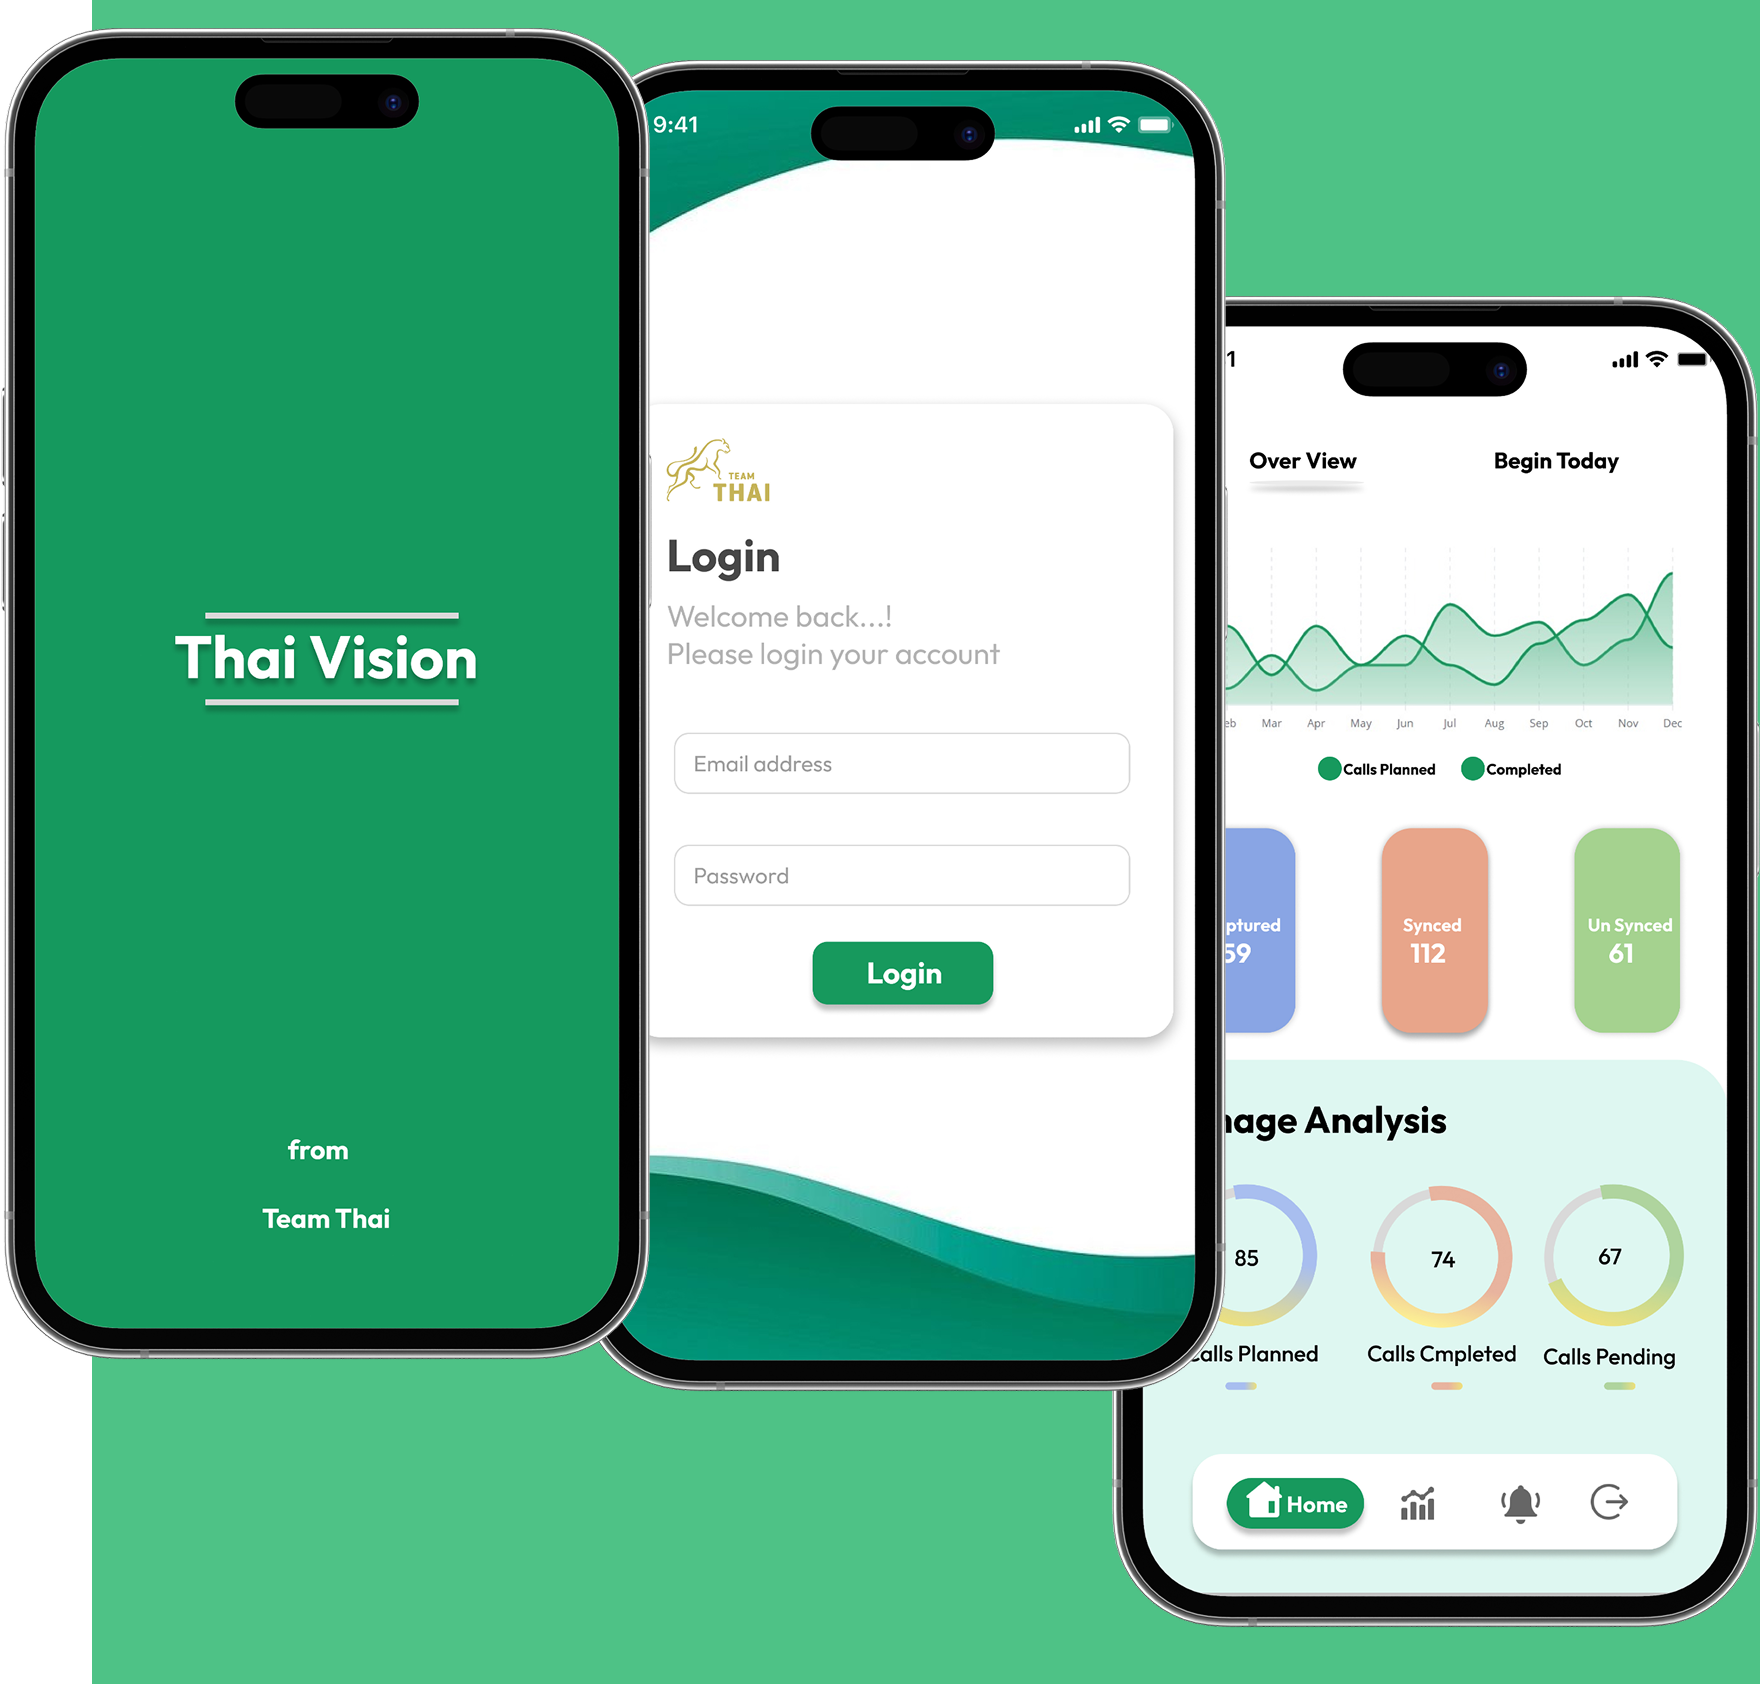 Thai Vision
from
Team Thai
9:41
TEAM
THAI
Login
Welcome back...!
Please login your account
Email address
Password
Login
1
Over View
Begin Today
eb Mar Apr May Jun Jul Aug Sep Oct Nov Dec
Calls Planned
Completed
ptured
59
Synced
112
Un Synced
61
nage Analysis
85
74
67
Calls Planned
Calls Cmpleted
Calls Pending
Home